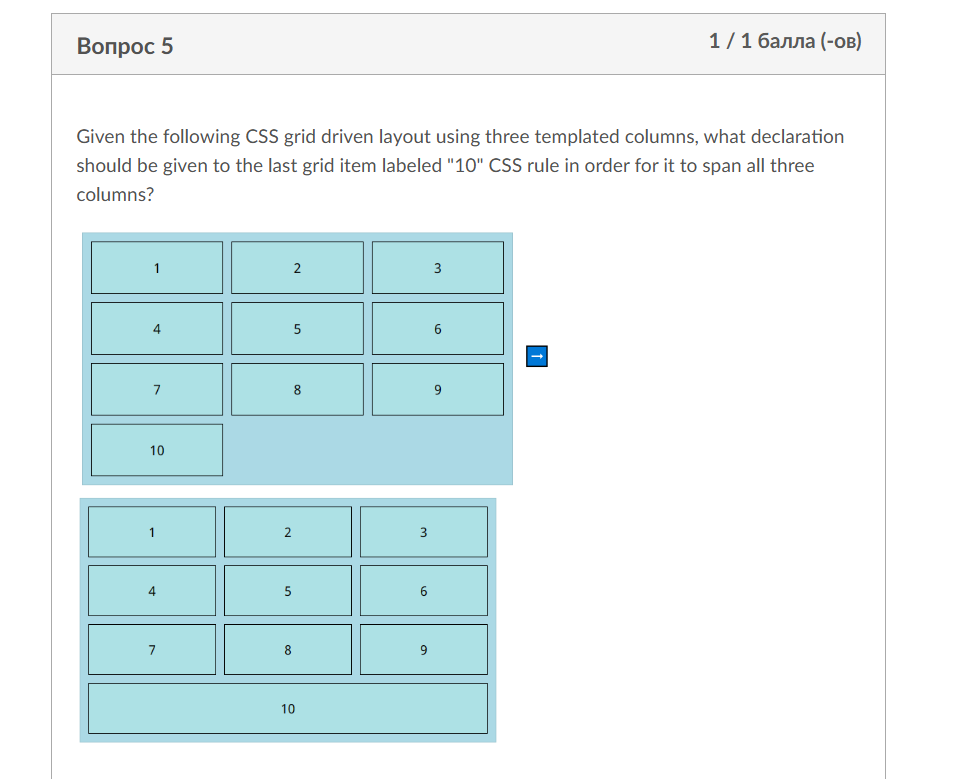 Вопрос 5
1 / 1 балла (-ов)
Given the following CSS grid driven layout using three templated columns, what declaration
should be given to the last grid item labeled "10" CSS rule in order for it to span all three
columns?
1 2 3
4 5 6
→
7 8 9
10
1 2 3
4 5 6
7 8 9
10